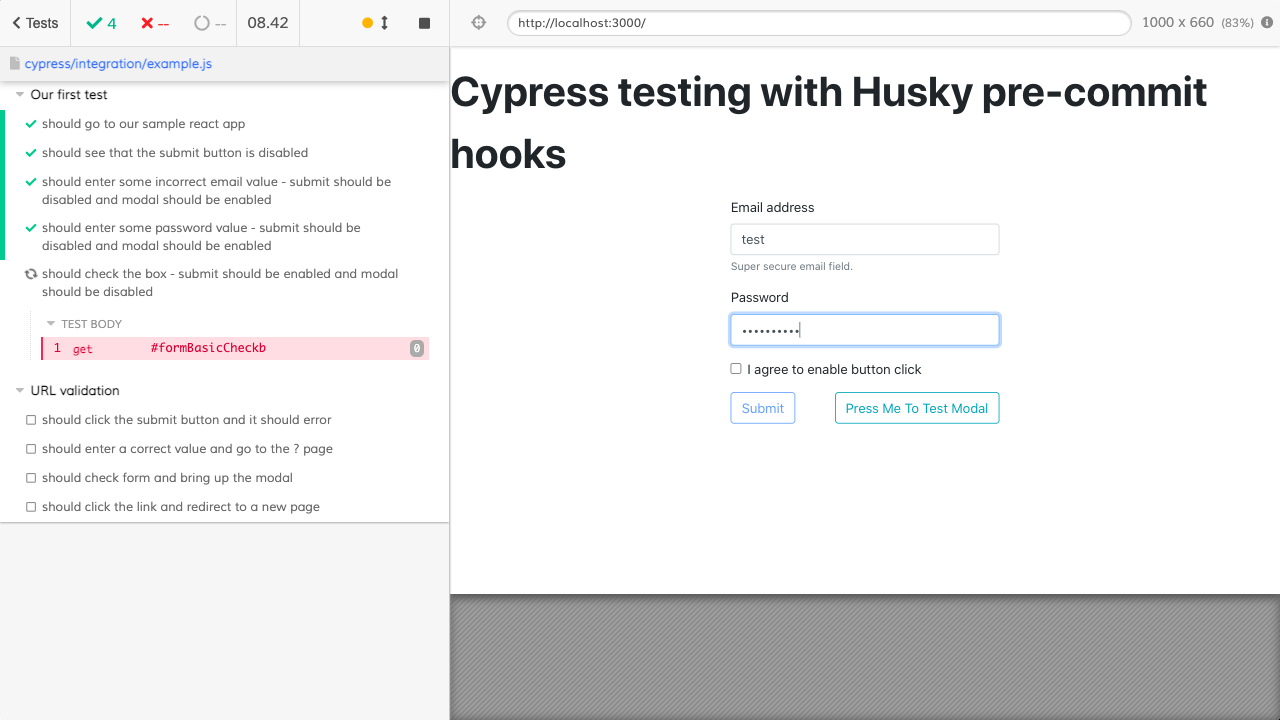 Tests
4
--
--
08.42
http://localhost:3000/
1000 x 660 (83%)
cypress/integration/example.js
Our first test
should go to our sample react app
should see that the submit button is disabled
should enter some incorrect email value - submit should be
disabled and modal should be enabled
should enter some password value - submit should be
disabled and modal should be enabled
should check the box - submit should be enabled and modal
should be disabled
TEST BODY
1 get #formBasicCheckb 0
URL validation
should click the submit button and it should error
should enter a correct value and go to the ? page
should check form and bring up the modal
should click the link and redirect to a new page
Cypress testing with Husky pre-commit
hooks
Email address
test
Super secure email field.
Password
••••••••••
I agree to enable button click
Submit
Press Me To Test Modal